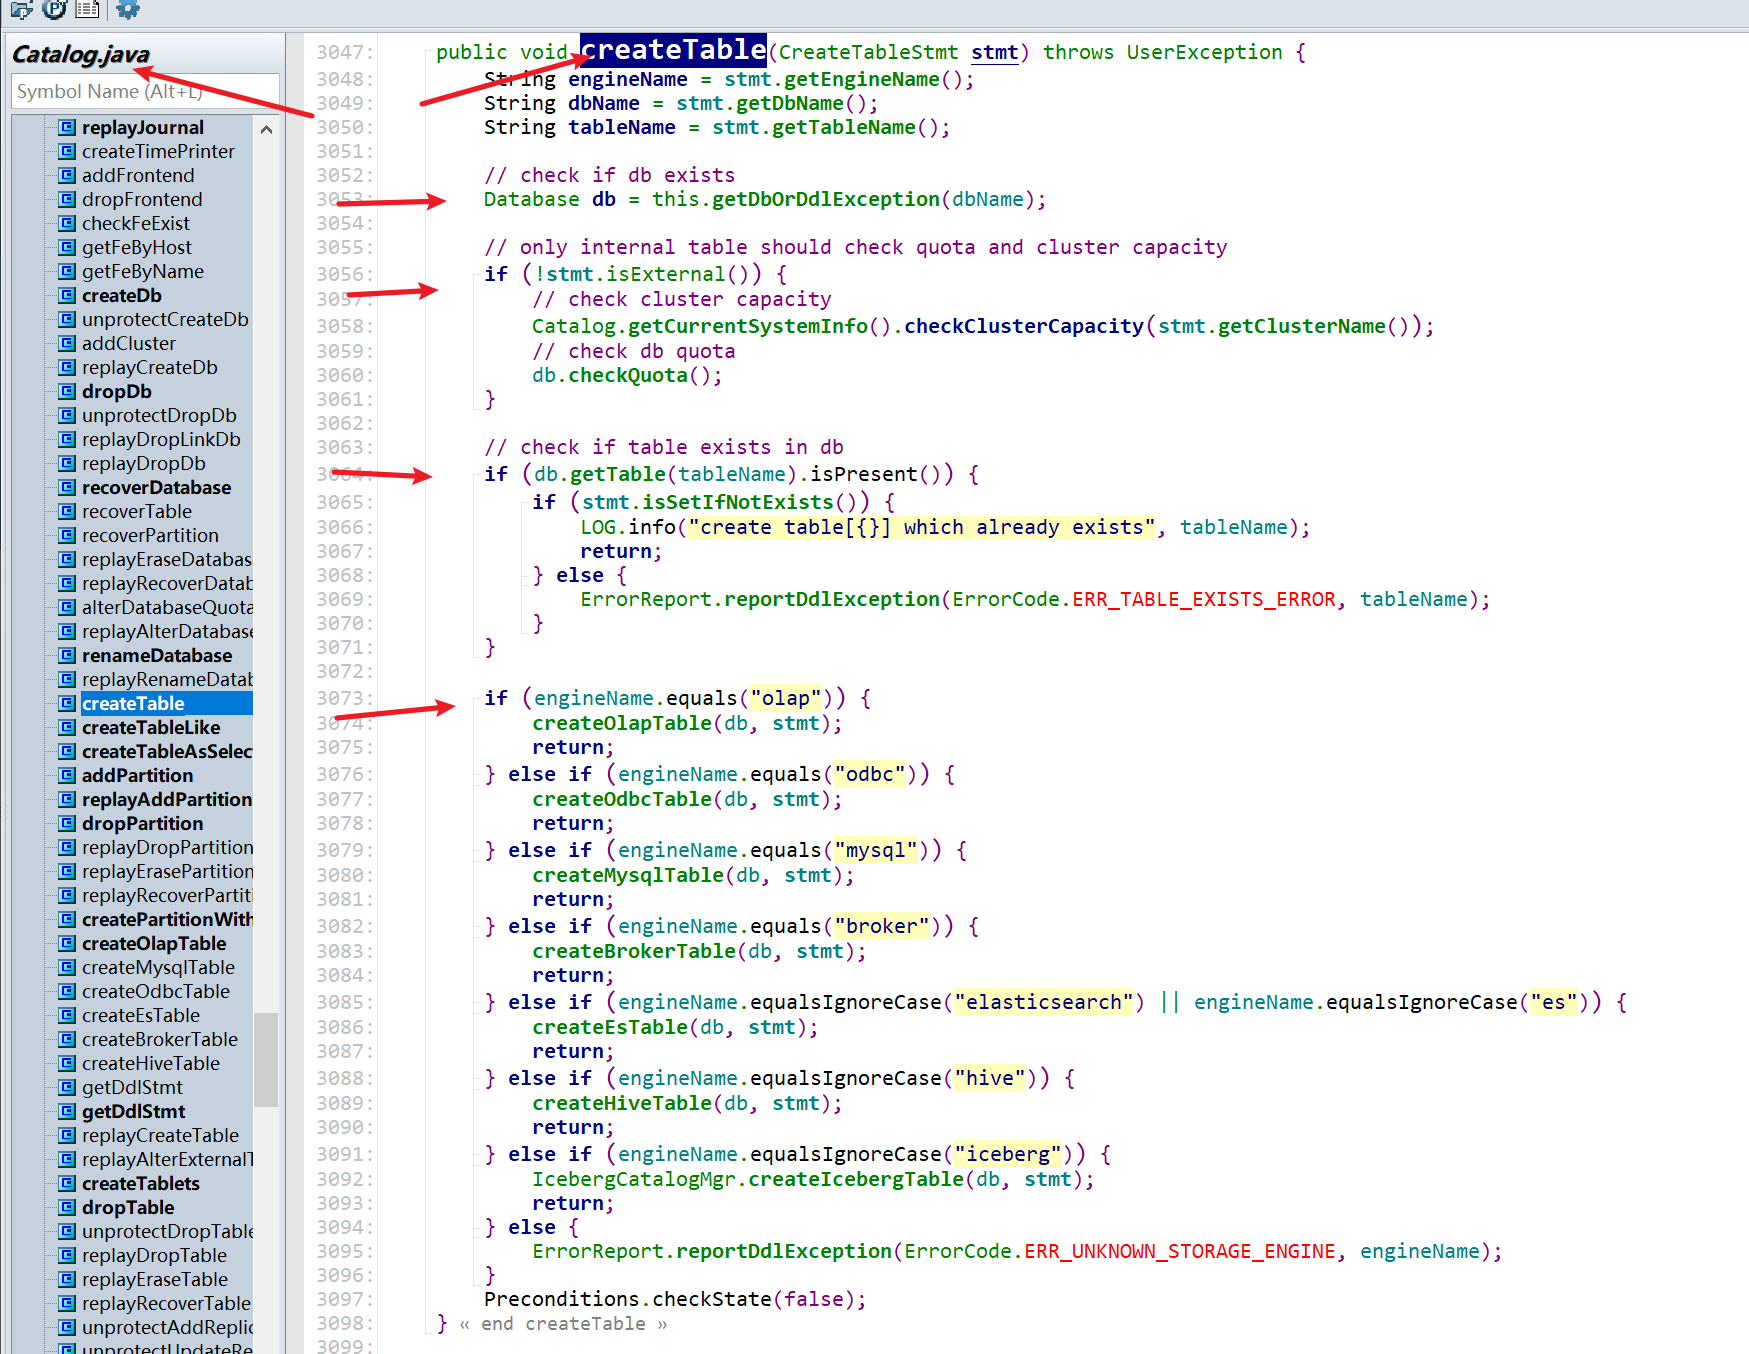 Catalog.java
Symbol Name (Alt+L)
replayJournal
createTimePrinter
addFrontend
dropFrontend
checkFeExist
getFeByHost
getFeByName
createDb
unprotectCreateDb
addCluster
replayCreateDb
dropDb
unprotectDropDb
replayDropLinkDb
replayDropDb
recoverDatabase
recoverTable
recoverPartition
replayEraseDatabas
replayRecoverDatab
alterDatabaseQuota
replayAlterDatabase
renameDatabase
replayRenameDatab
createTable
createTableLike
createTableAsSelec
addPartition
replayAddPartition
dropPartition
replayDropPartition
replayErasePartition
replayRecoverPartiti
createPartitionWith
createOlapTable
createMysqlTable
createOdbcTable
createEsTable
createBrokerTable
createHiveTable
getDdlStmt
getDdlStmt
replayCreateTable
replayAlterExternalT
createTablets
dropTable
unprotectDropTable
replayDropTable
replayEraseTable
replayRecoverTable
unprotectAddReplic
unprotectUpdateRe
3047: public void createTable(CreateTableStmt stmt) throws UserException {
3048: String engineName = stmt.getEngineName();
3049: String dbName = stmt.getDbName();
3050: String tableName = stmt.getTableName();
3051:
3052: // check if db exists
3053: Database db = this.getDbOrDdlException(dbName);
3054:
3055: // only internal table should check quota and cluster capacity
3056: if (!stmt.isExternal()) {
3057: // check cluster capacity
3058: Catalog.getCurrentSystemInfo().checkClusterCapacity(stmt.getClusterName());
3059: // check db quota
3060: db.checkQuota();
3061: }
3062:
3063: // check if table exists in db
3064: if (db.getTable(tableName).isPresent()) {
3065: if (stmt.isSetIfNotExists()) {
3066: LOG.info("create table[{}] which already exists", tableName);
3067: return;
3068: } else {
3069: ErrorReport.reportDdlException(ErrorCode.ERR_TABLE_EXISTS_ERROR, tableName);
3070: }
3071: }
3072:
3073: if (engineName.equals("olap")) {
3074: createOlapTable(db, stmt);
3075: return;
3076: } else if (engineName.equals("odbc")) {
3077: createOdbcTable(db, stmt);
3078: return;
3079: } else if (engineName.equals("mysql")) {
3080: createMysqlTable(db, stmt);
3081: return;
3082: } else if (engineName.equals("broker")) {
3083: createBrokerTable(db, stmt);
3084: return;
3085: } else if (engineName.equalsIgnoreCase("elasticsearch") || engineName.equalsIgnoreCase("es")) {
3086: createEsTable(db, stmt);
3087: return;
3088: } else if (engineName.equalsIgnoreCase("hive")) {
3089: createHiveTable(db, stmt);
3090: return;
3091: } else if (engineName.equalsIgnoreCase("iceberg")) {
3092: IcebergCatalogMgr.createIcebergTable(db, stmt);
3093: return;
3094: } else {
3095: ErrorReport.reportDdlException(ErrorCode.ERR_UNKNOWN_STORAGE_ENGINE, engineName);
3096: }
3097: Preconditions.checkState(false);
3098: } « end createTable »
3099: